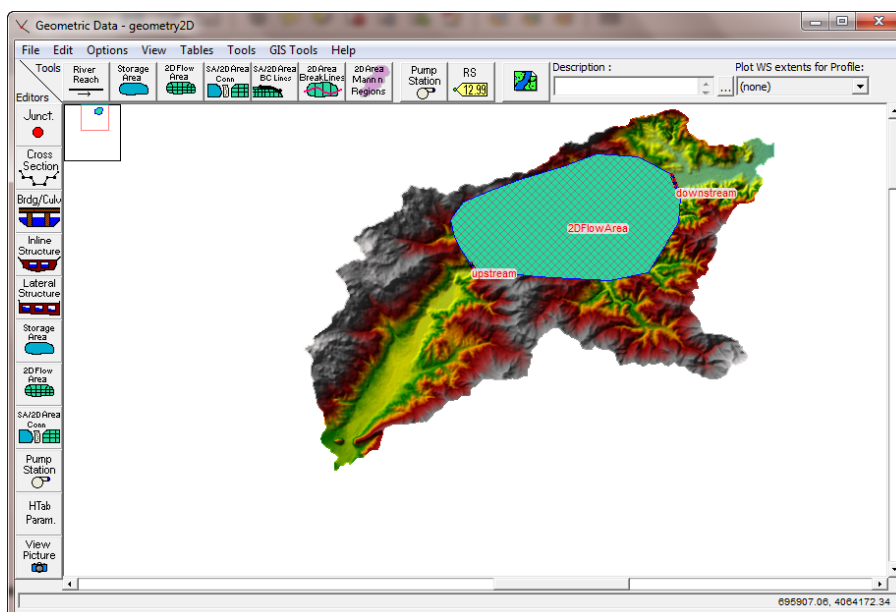 Geometric Data - geometry2D
File Edit Options View Tables Tools GIS Tools Help
Tools
Editors
River
Reach
Storage
Area
2D Flow
Area
SA/2D Area
Conn
SA/2D Area
BC Lines
2D Area
BreakLines
2D Area
Mann n
Regions
Pump
Station
RS
12.99
Description :
...
Plot WS extents for Profile:
(none)
Junct.
Cross
Section
Brdg/Culv
Inline
Structure
Lateral
Structure
Storage
Area
2D Flow
Area
SA/2D Area
Conn
Pump
Station
HTab
Param.
View
Picture
downstream
2DFlowArea
upstream
695907.06, 4064172.34